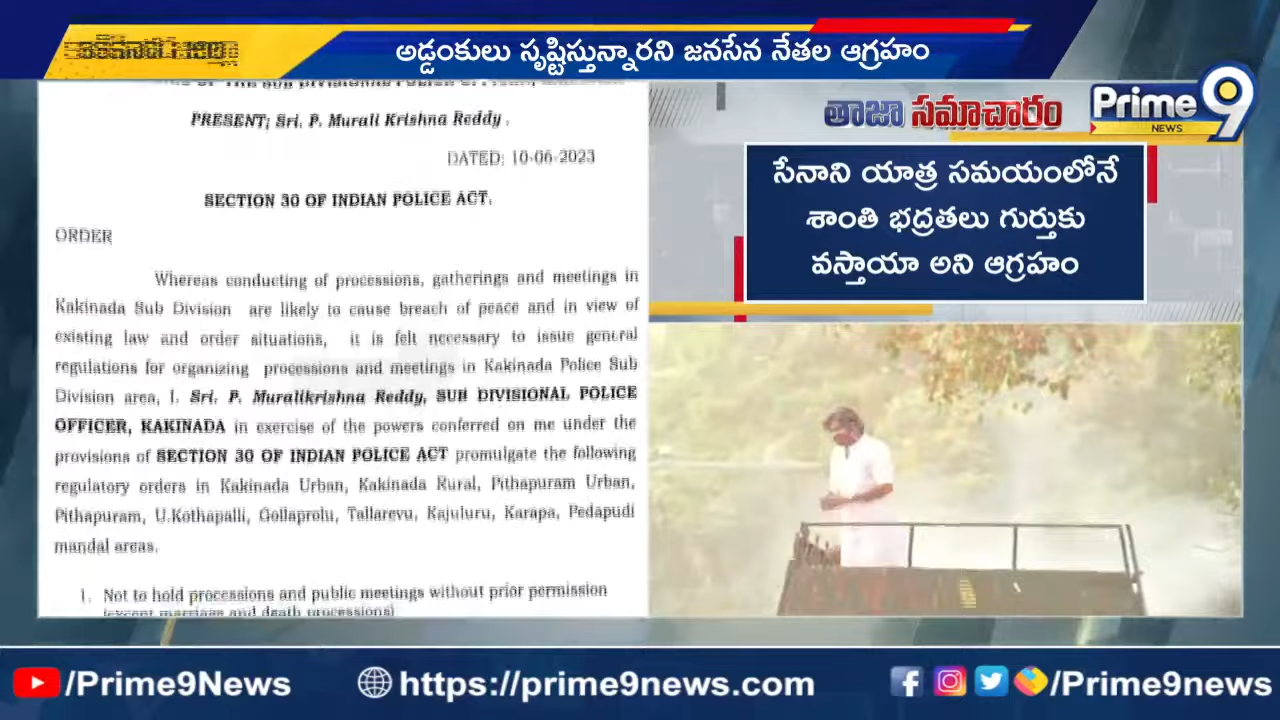 అడ్డంకులు సృష్టిస్తున్నారని జనసేన నేతల ఆగ్రహం
PRESENT; Sri. P. Murali Krishna Reddy .
DATED: 10-06-2023
SECTION 30 OF INDIAN POLICE ACT.
ORDER
Whereas conducting of processions, gatherings and meetings in
Kakinada Sub Division are likely to cause breach of peace and in view of
existing law and order situations, it is felt necessary to issue general
regulations for organizing processions and meetings in Kakinada Police Sub
Division area, I. Sri. P. Muralikrishna Reddy, SUB DIVISIONAL POLICE
OFFICER, KAKINADA in exercise of the powers conferred on me under the
provisions of SECTION 30 OF INDIAN POLICE ACT promulgate the following
regulatory orders in Kakinada Urban, Kakinada Rural, Pithapuram Urban,
Pithapuram, U.Kothapalli, Gollaprolu, Tallarevu, Kajuluru, Karapa, Pedapudi
mandal areas.
1. Not to hold processions and public meetings without prior permission
(except marriage and death processions)
తాజా సమాచారం
Prime9
NEWS
సేనాని యాత్ర సమయంలోనే
శాంతి భద్రతలు గుర్తుకు
వస్తాయా అని ఆగ్రహం
/Prime9News
https://prime9news.com
/Prime9news